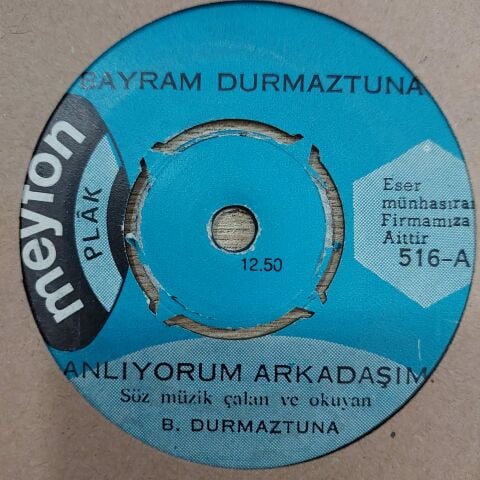 BAYRAM DURMAZTUNA
meyton
PLÂK
Eser
münhasıran
Firmamıza
Aittir
516-A
12.50
ANLIYORUM ARKADAŞIM
Söz müzik çalan ve okuyan
B. DURMAZTUNA